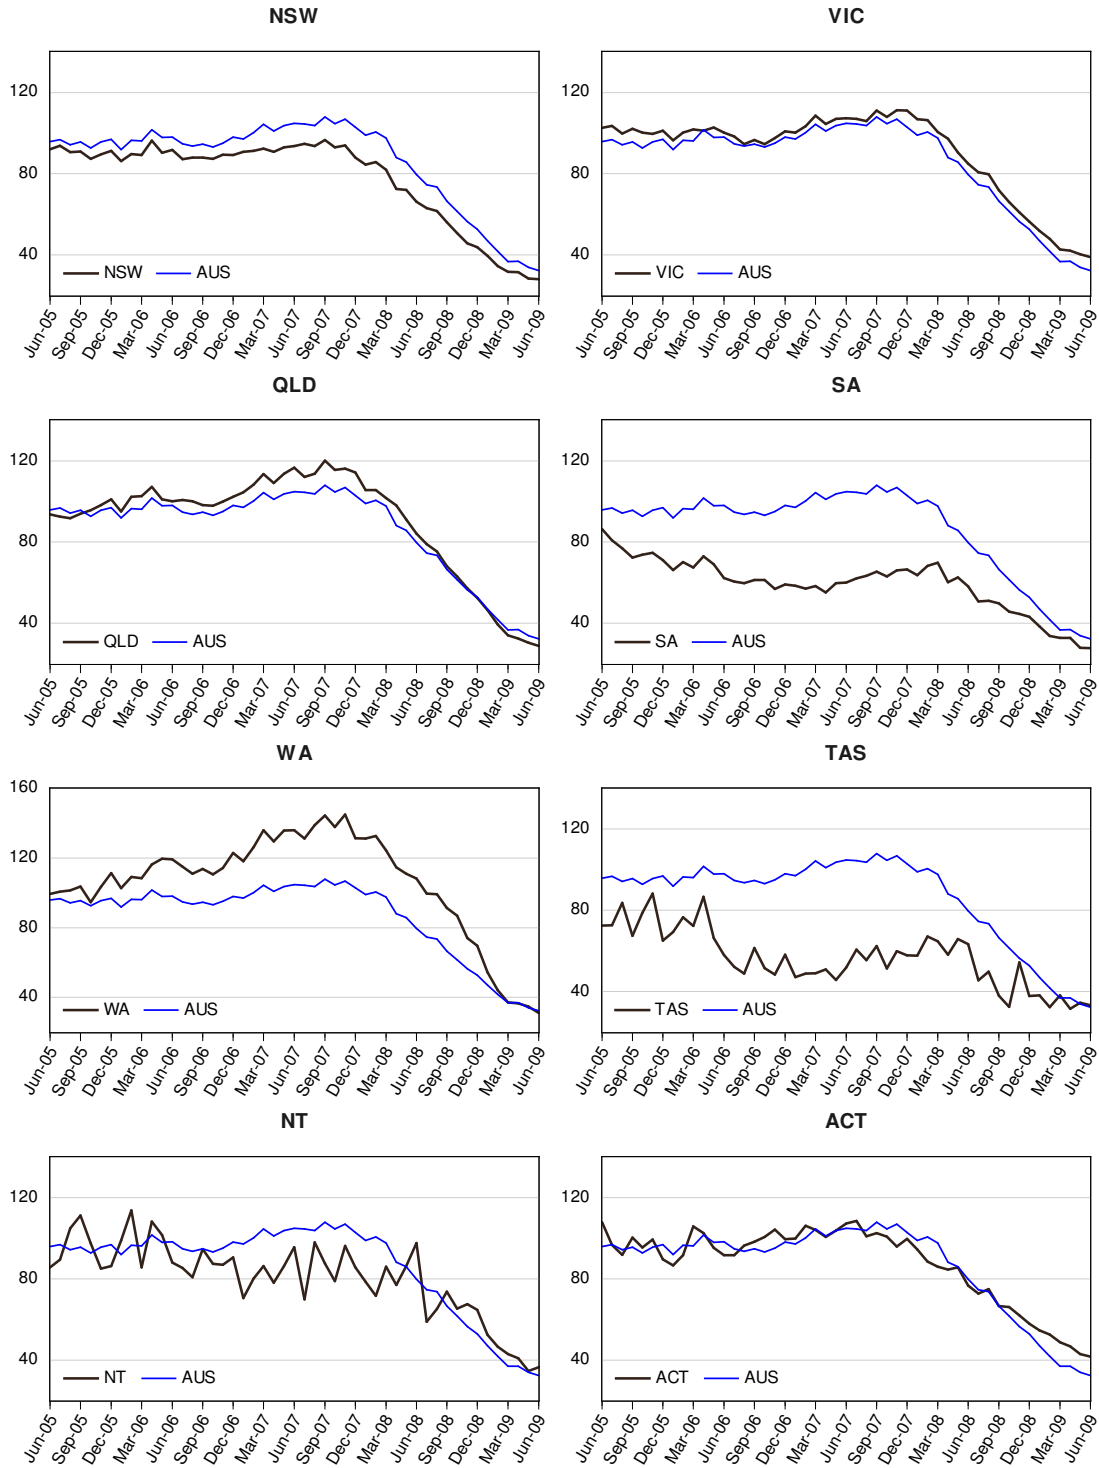 NSW
VIC
120
80
40
NSW
AUS
Jun-05
Sep-05
Dec-05
Mar-06
Jun-06
Sep-06
Dec-06
Mar-07
Jun-07
Sep-07
Dec-07
Mar-08
Jun-08
Sep-08
Dec-08
Mar-09
Jun-09
120
80
40
VIC
AUS
Jun-05
Sep-05
Dec-05
Mar-06
Jun-06
Sep-06
Dec-06
Mar-07
Jun-07
Sep-07
Dec-07
Mar-08
Jun-08
Sep-08
Dec-08
Mar-09
Jun-09
QLD
SA
120
80
40
QLD
AUS
Jun-05
Sep-05
Dec-05
Mar-06
Jun-06
Sep-06
Dec-06
Mar-07
Jun-07
Sep-07
Dec-07
Mar-08
Jun-08
Sep-08
Dec-08
Mar-09
Jun-09
120
80
40
SA
AUS
Jun-05
Sep-05
Dec-05
Mar-06
Jun-06
Sep-06
Dec-06
Mar-07
Jun-07
Sep-07
Dec-07
Mar-08
Jun-08
Sep-08
Dec-08
Mar-09
Jun-09
WA
TAS
160
120
80
40
WA
AUS
Jun-05
Sep-05
Dec-05
Mar-06
Jun-06
Sep-06
Dec-06
Mar-07
Jun-07
Sep-07
Dec-07
Mar-08
Jun-08
Sep-08
Dec-08
Mar-09
Jun-09
120
80
40
TAS
AUS
Jun-05
Sep-05
Dec-05
Mar-06
Jun-06
Sep-06
Dec-06
Mar-07
Jun-07
Sep-07
Dec-07
Mar-08
Jun-08
Sep-08
Dec-08
Mar-09
Jun-09
NT
ACT
120
80
40
NT
AUS
Jun-05
Sep-05
Dec-05
Mar-06
Jun-06
Sep-06
Dec-06
Mar-07
Jun-07
Sep-07
Dec-07
Mar-08
Jun-08
Sep-08
Dec-08
Mar-09
Jun-09
120
80
40
ACT
AUS
Jun-05
Sep-05
Dec-05
Mar-06
Jun-06
Sep-06
Dec-06
Mar-07
Jun-07
Sep-07
Dec-07
Mar-08
Jun-08
Sep-08
Dec-08
Mar-09
Jun-09